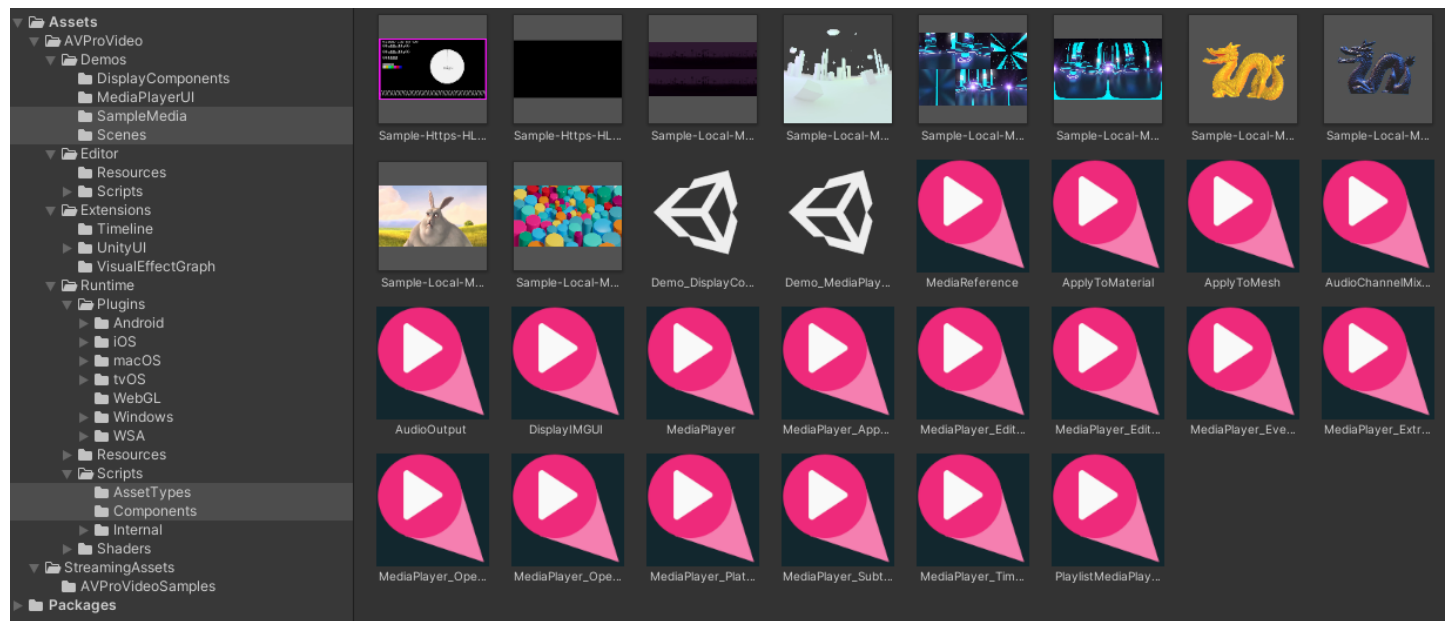 Assets
AVProVideo
Demos
DisplayComponents
MediaPlayerUI
SampleMedia
Scenes
Editor
Resources
Scripts
Extensions
Timeline
UnityUI
VisualEffectGraph
Runtime
Plugins
Android
iOS
macOS
tvOS
WebGL
Windows
WSA
Resources
Scripts
AssetTypes
Components
Internal
Shaders
StreamingAssets
AVProVideoSamples
Packages
Sample-Http​s-HL... Sample-Https-HL... Sample-Local-M... Sample-Local-M... Sample-Local-M... Sample-Local-M... Sample-Local-M... Sample-Local-M...
Sample-Local-M... Sample-Local-M... Demo_DisplayCo... Demo_MediaPlay... MediaReference ApplyToMaterial ApplyToMesh AudioChannelMix...
AudioOutput DisplayIMGUI MediaPlayer MediaPlayer_App... MediaPlayer_Edit... MediaPlayer_Edit... MediaPlayer_Eve... MediaPlayer_Extr...
MediaPlayer_Ope... MediaPlayer_Ope... MediaPlayer_Plat... MediaPlayer_Subt... MediaPlayer_Tim... PlaylistMediaPlay...